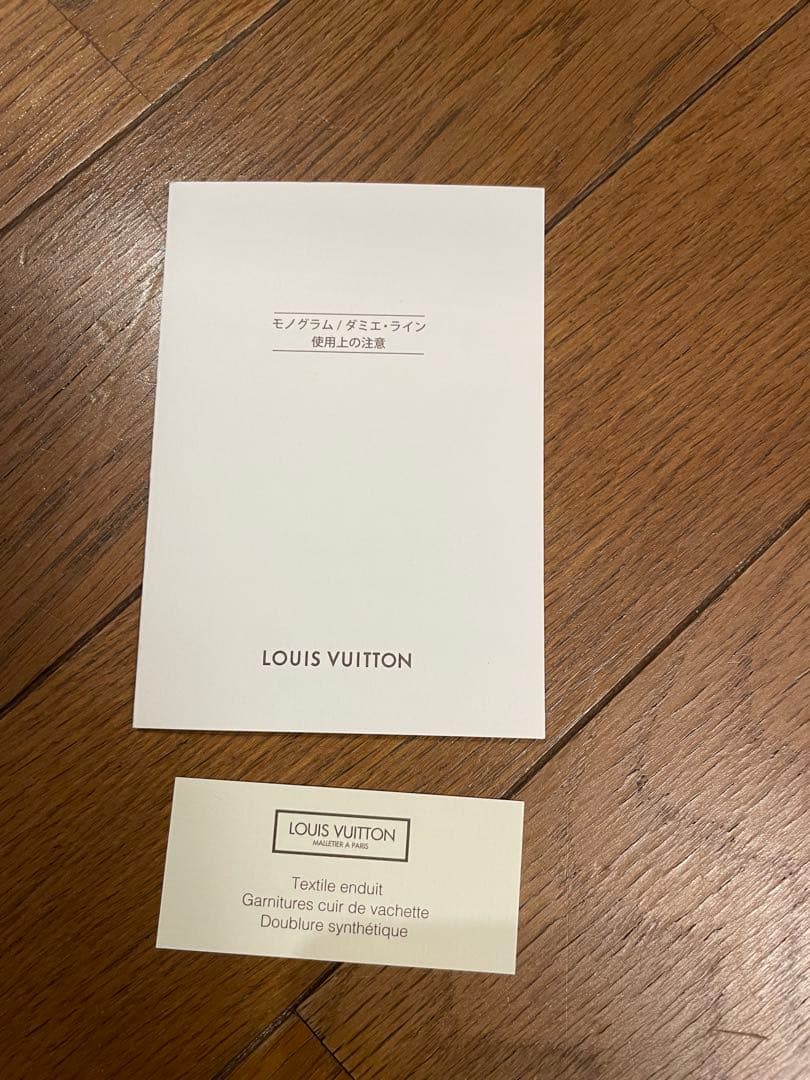 モノグラム / ダミエ・ライン
使用上の注意
LOUIS VUITTON
LOUIS VUITTON
MALLETIER A PARIS
Textile enduit
Garnitures cuir de vachette
Doublure synthétique